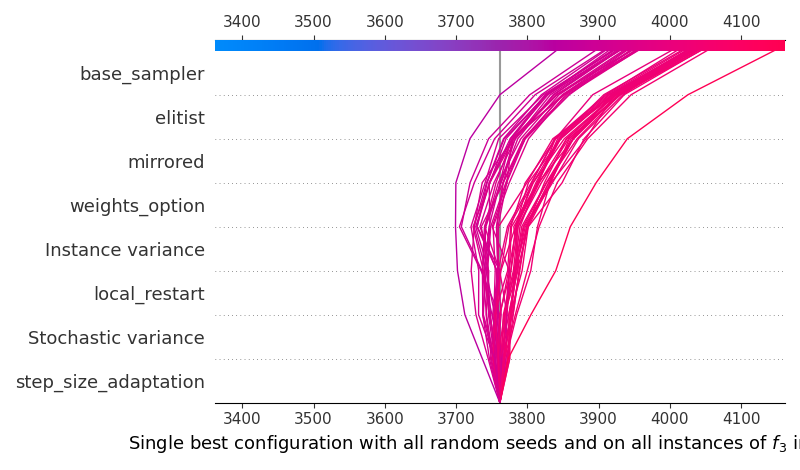 3400 3500 3600 3700 3800 3900 4000 4100
base_sampler
elitist
mirrored
weights_option
Instance variance
local_restart
Stochastic variance
step_size_adaptation
3400 3500 3600 3700 3800 3900 4000 4100
Single best configuration with all random seeds and on all instances of f₃ i